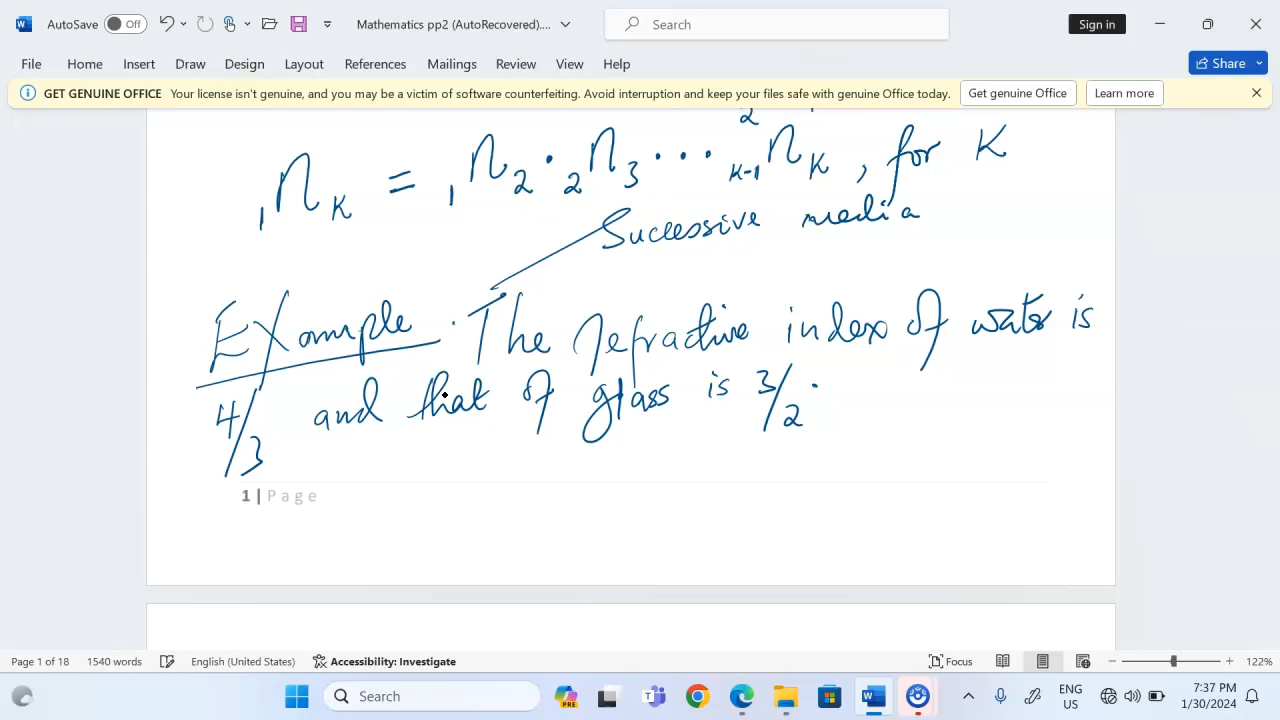 AutoSave Off Mathematics pp2 (AutoRecovered).... Search Sign in
File Home Insert Draw Design Layout References Mailings Review View Help Share
GET GENUINE OFFICE Your license isn't genuine, and you may be a victim of software counterfeiting. Avoid interruption and keep your files safe with genuine Office today. Get genuine Office Learn more
2
₁n_K = ₁n₂ · ₂n₃ ... _{K-1}n_K, for K
Successive media
Example. The refractive index of water is
4/3 and that of glass is 3/2.
1 | Page
Page 1 of 18 1540 words English (United States) Accessibility: Investigate Focus 122%
Search PRE ENG US 7:37 PM 1/30/2024